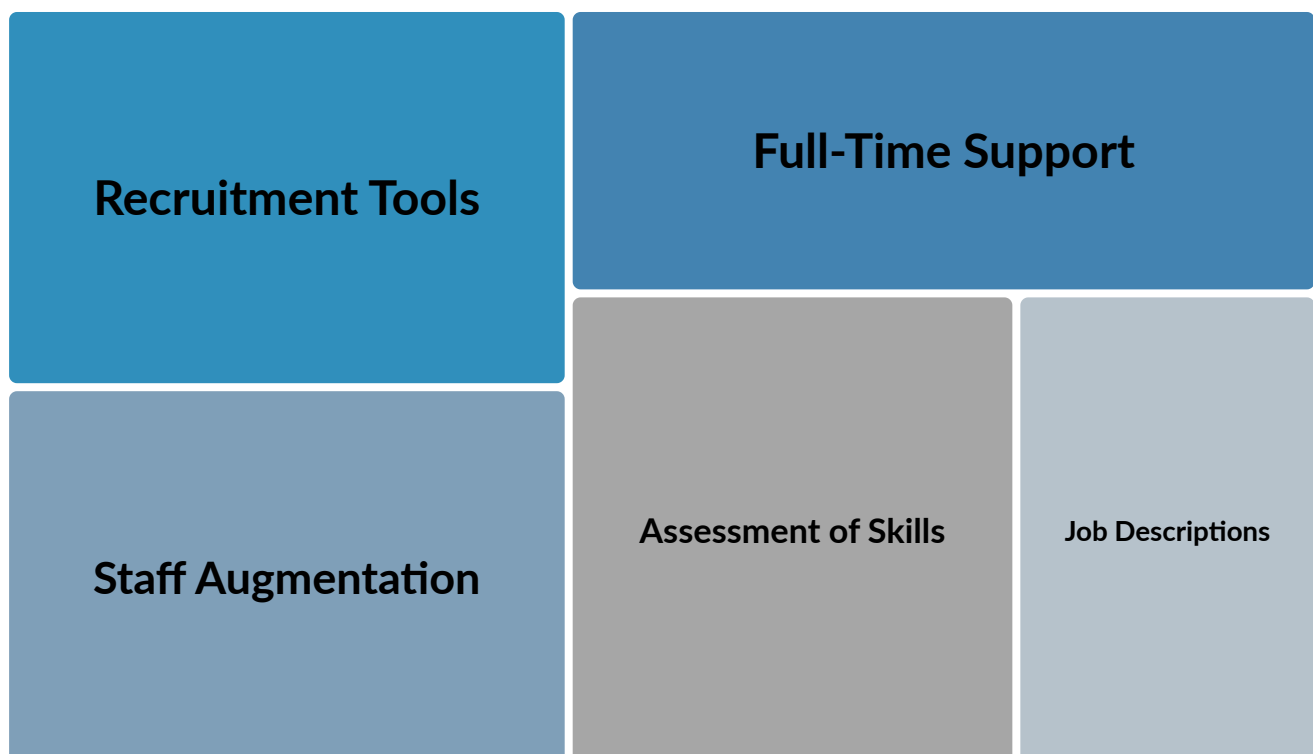 Recruitment Tools
Full-Time Support
Staff Augmentation
Assessment of Skills
Job Descriptions